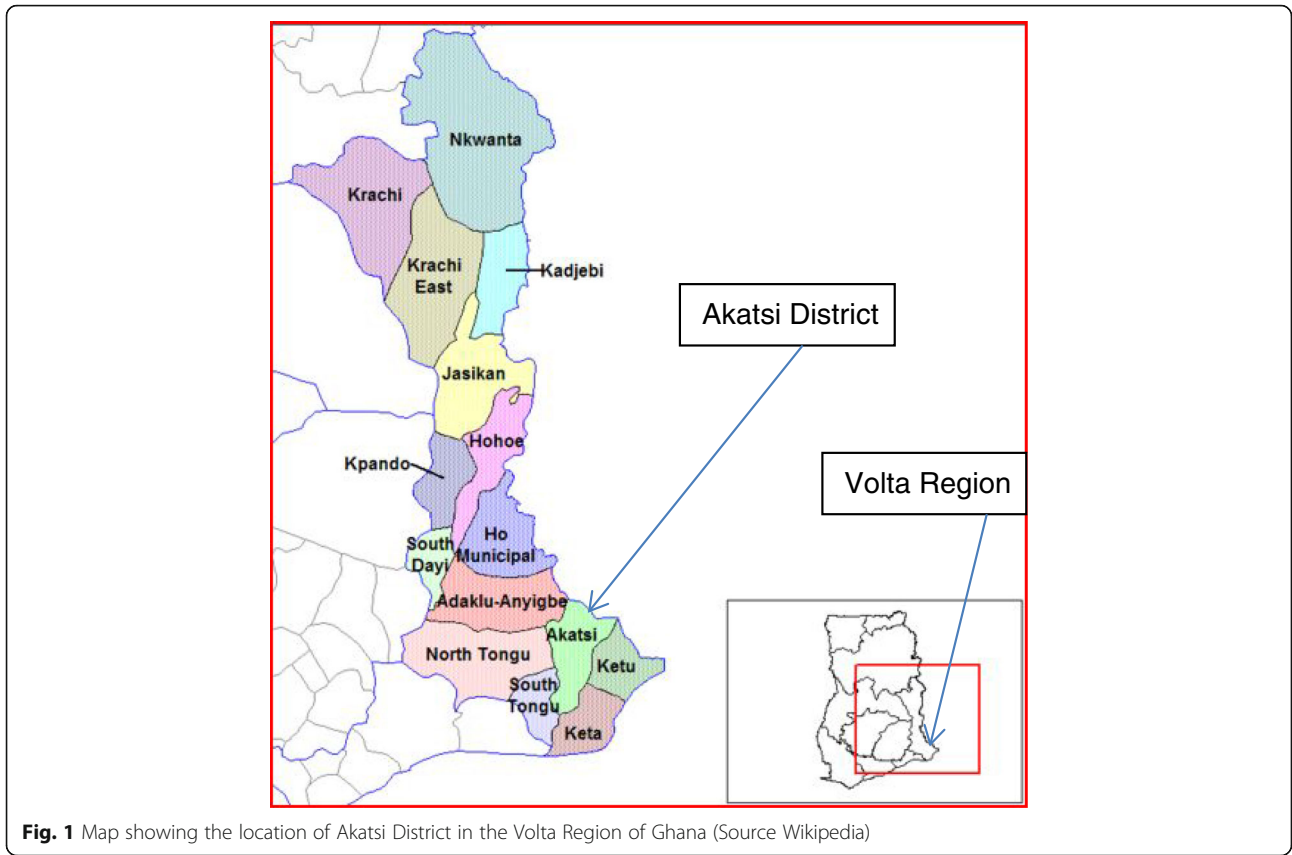 Nkwanta
Krachi
Krachi
East
Kadjebi
Akatsi District
Jasikan
Hohoe
Kpando
Volta Region
Ho
Municipal
South
Dayi
Adaklu-Anyigbe
Akatsi
North Tongu
Ketu
South
Tongu
Keta
Fig. 1 Map showing the location of Akatsi District in the Volta Region of Ghana (Source Wikipedia)